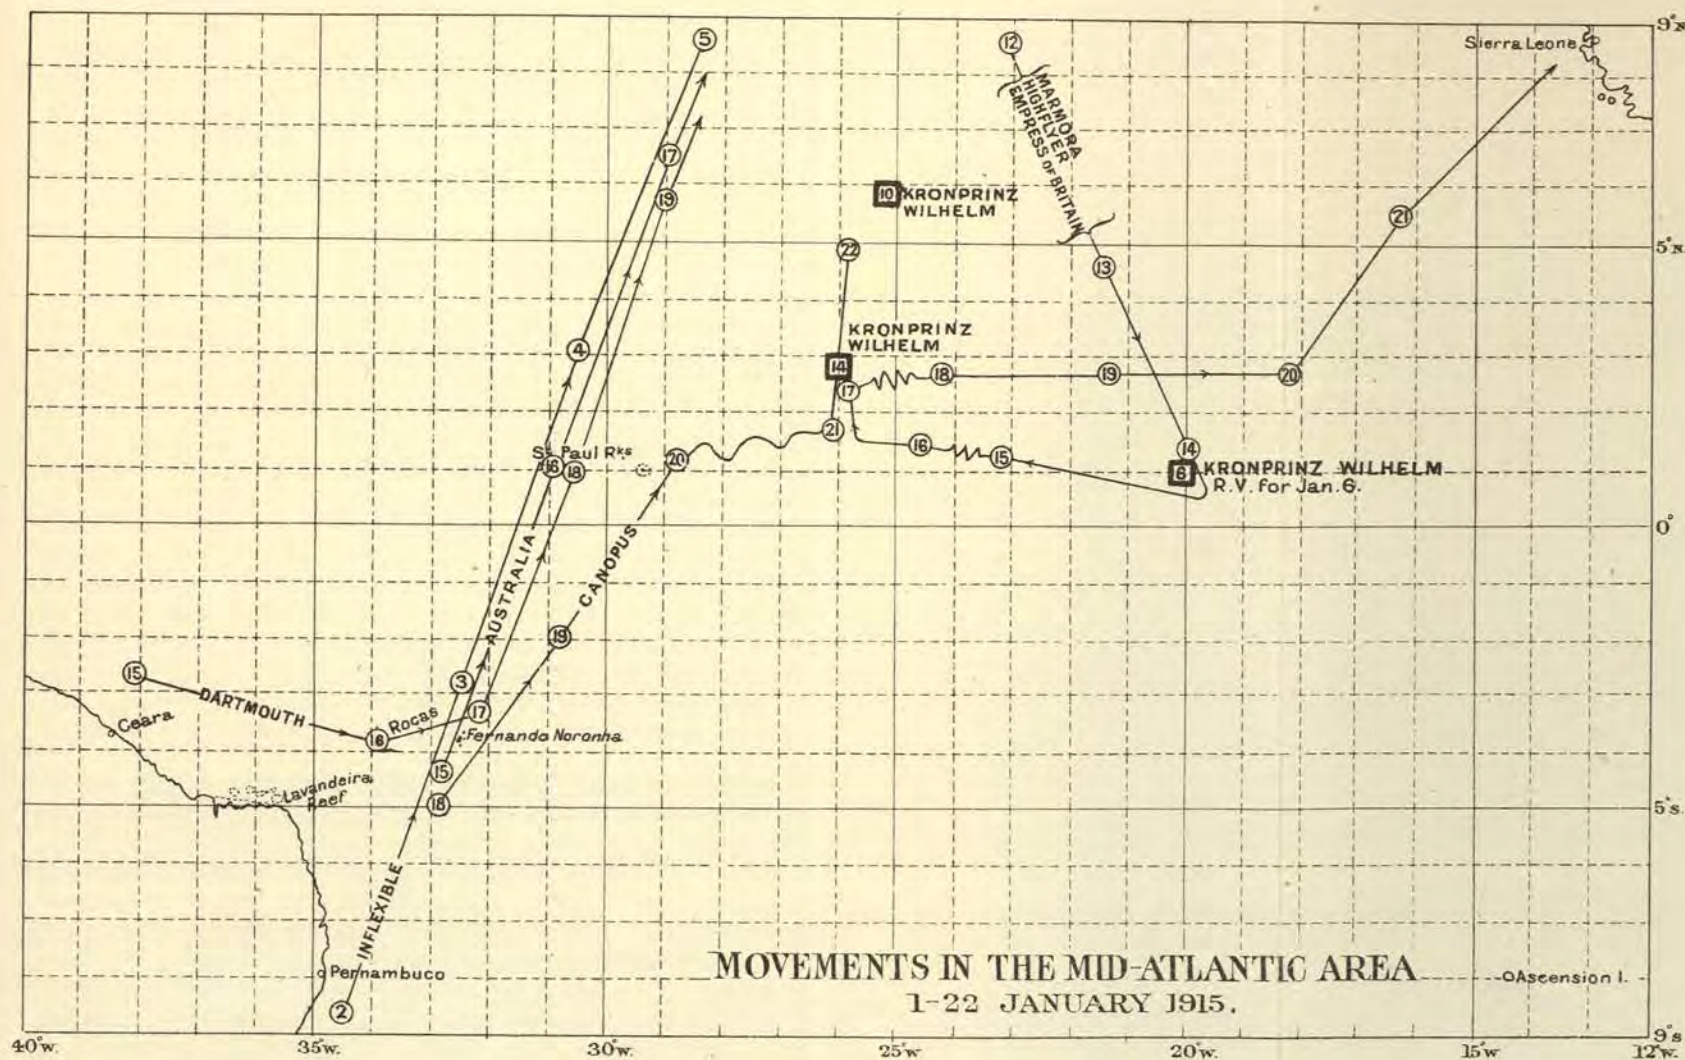 9°N
Sierra Leone
5
12
MARMORA
HIGHFLYER
EMPRESS OF BRITAIN
17
19
10
KRONPRINZ
WILHELM
21
5°N
22
13
KRONPRINZ
WILHELM
4
14
17
18
19
20
21
St. Paul Rks
16
18
20
16
15
14
6
KRONPRINZ WILHELM
R.V. for Jan. 6.
0°
AUSTRALIA
CANOPUS
19
15
DARTMOUTH
3
17
Ceara
16
Rocas
Fernando Noronha
15
18
Lavandeira
Reef
5°S.
INFLEXIBLE
Pernambuco
2
MOVEMENTS IN THE MID-ATLANTIC AREA
1-22 JANUARY 1915.
Ascension I.
9°S
40°W.
35°W.
30°W.
25°W
20°W.
15°W.
12°W.